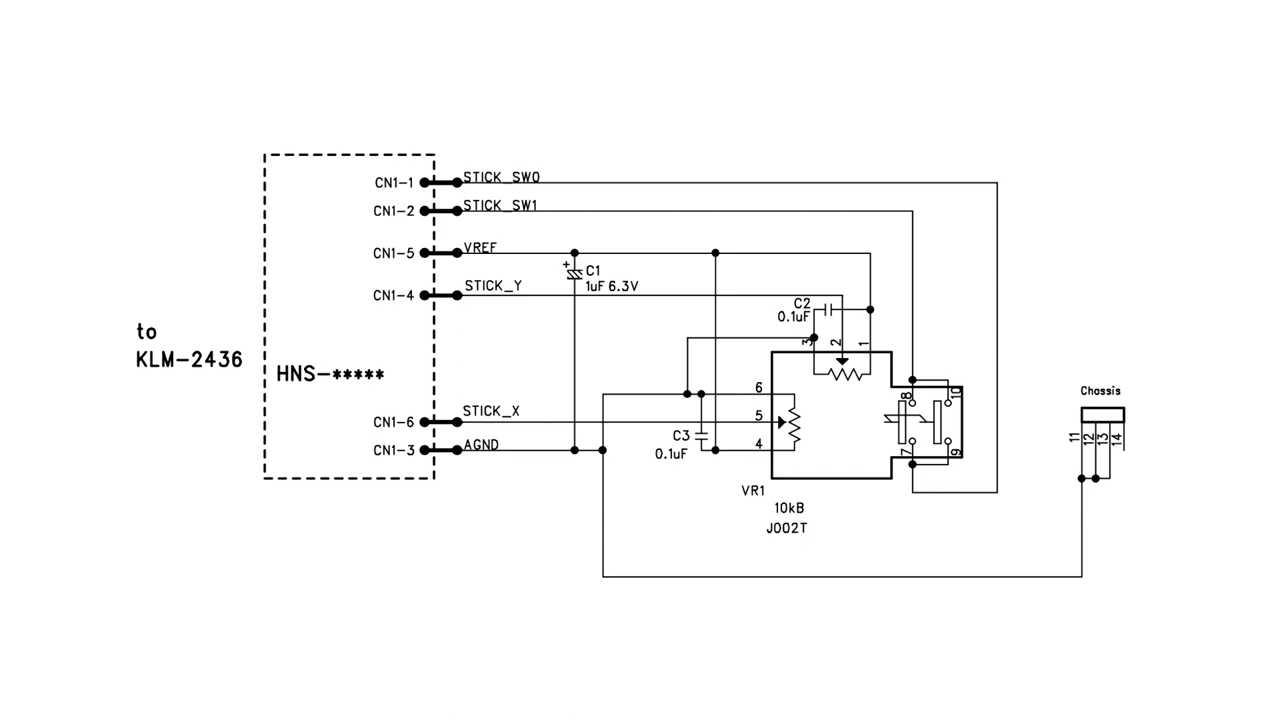 CN1-1 STICK_SW0
CN1-2 STICK_SW1
CN1-5 VREF
+ C1
1uF 6.3V
CN1-4 STICK_Y
C2
0.1uF
3 2 1
to
KLM-2436
HNS-*****
6
8 10
Chassis
CN1-6 STICK_X
5
C3
0.1uF
4
CN1-3 AGND
7 9
11 12 13 14
VR1
10kB
J002T